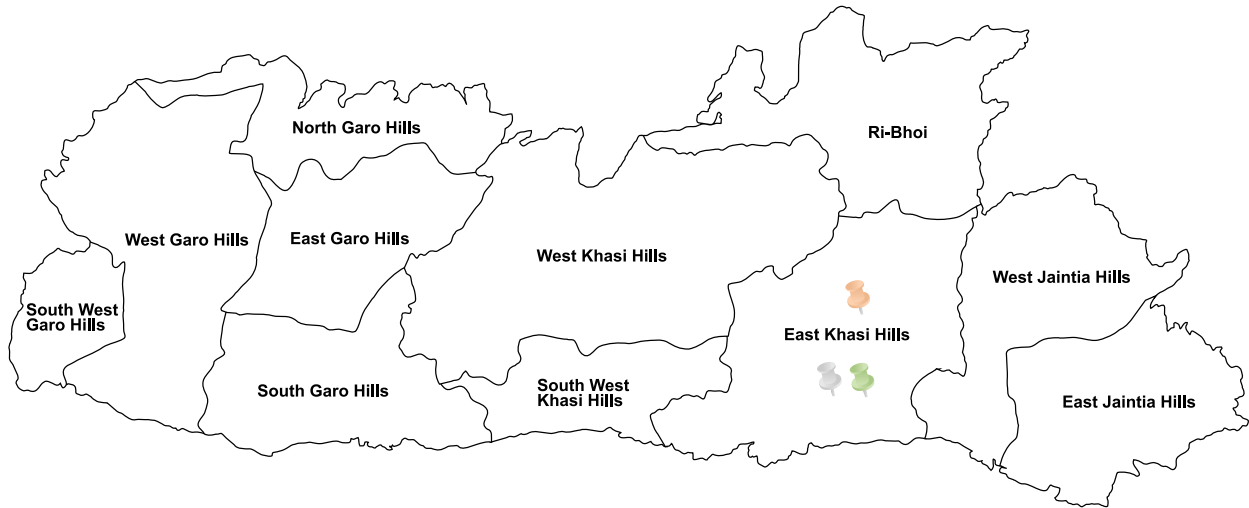 North Garo Hills
Ri-Bhoi
West Garo Hills
East Garo Hills
West Khasi Hills
West Jaintia Hills
South West
Garo Hills
East Khasi Hills
South Garo Hills
South West
Khasi Hills
East Jaintia Hills